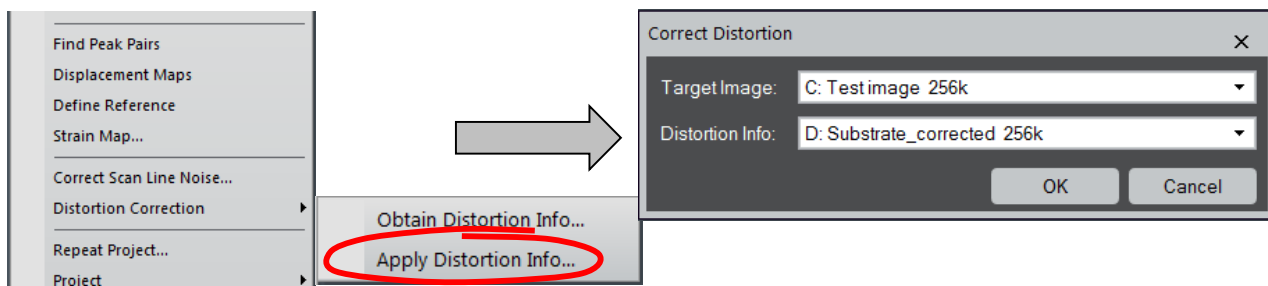 Find Peak Pairs
Displacement Maps
Define Reference
Strain Map...
Correct Scan Line Noise...
Distortion Correction
Repeat Project...
Project
Obtain Distortion Info...
Apply Distortion Info...
Correct Distortion
Target Image: C: Test image 256k
Distortion Info: D: Substrate_corrected 256k
OK Cancel